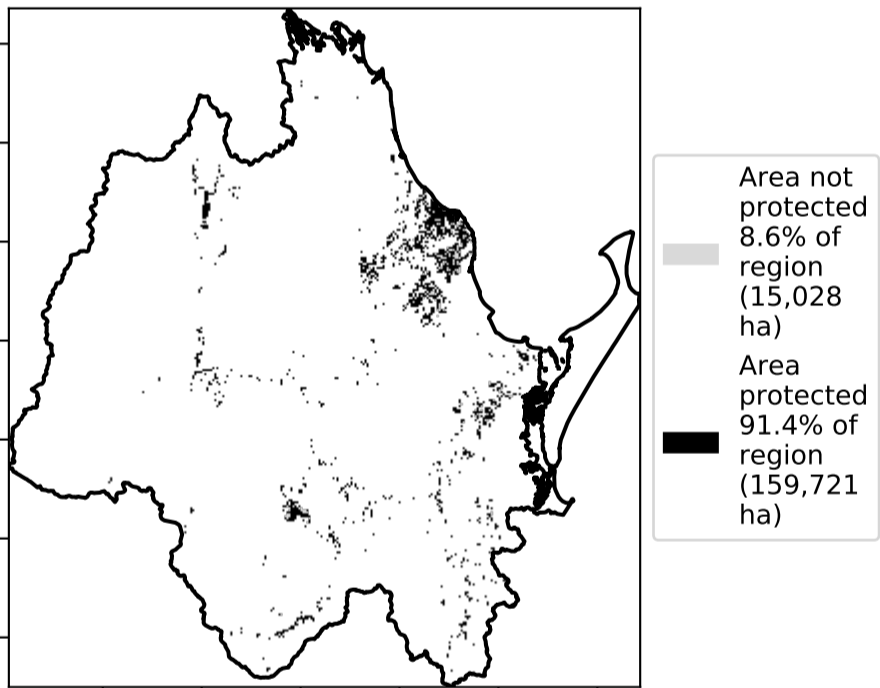 Area not
protected
8.6% of
region
(15,028
ha)
Area
protected
91.4% of
region
(159,721
ha)